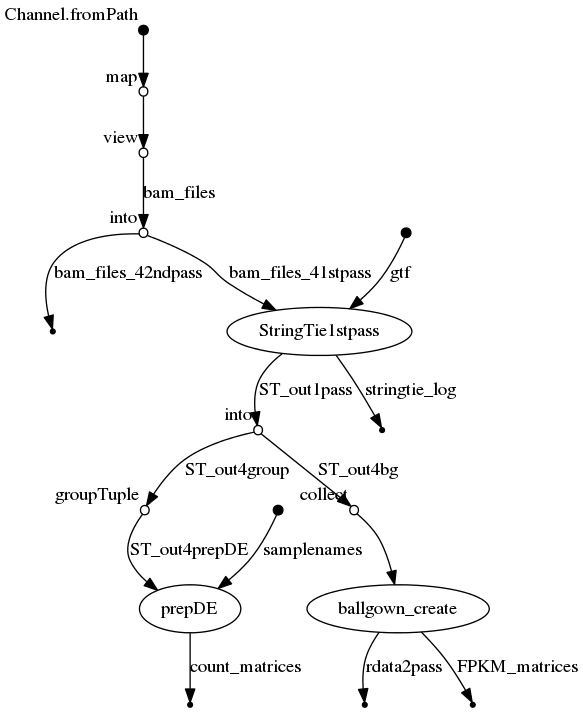 Channel.fromPath
map
view
bam_files
into
bam_files_42ndpass
bam_files_41stpass
gtf
StringTie1stpass
ST_out1pass
stringtie_log
into
ST_out4group
ST_out4bg
groupTuple
collect
ST_out4prepDE
samplenames
prepDE
ballgown_create
count_matrices
rdata2pass
FPKM_matrices